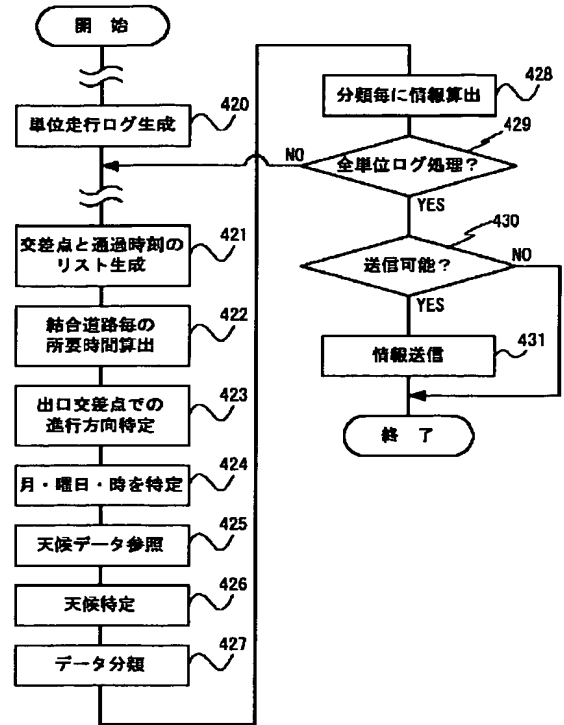 開 始
単位走行ログ生成
420
交差点と通過時刻の
リスト生成
421
結合道路毎の
所要時間算出
422
出口交差点での
進行方向特定
423
月・曜日・時を特定
424
天候データ参照
425
天候特定
426
データ分類
427
分類毎に情報算出
428
全単位ログ処理？
429
NO
YES
送信可能？
430
NO
YES
情報送信
431
終 了